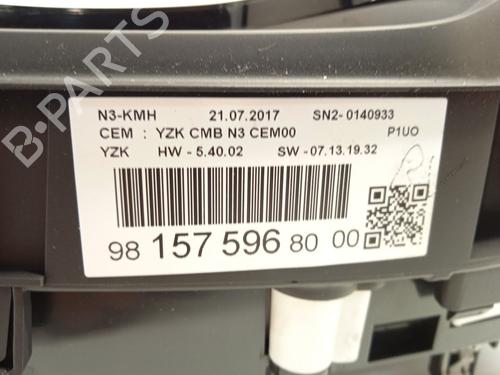 N3-KMH 21.07.2017 SN2- 0140933
CEM : YZK CMB N3 CEM00 P1UO
YZK HW - 5.40.02 SW - 07.13.19.32
98 157 596 80 00
B-PARTS
B-PARTS